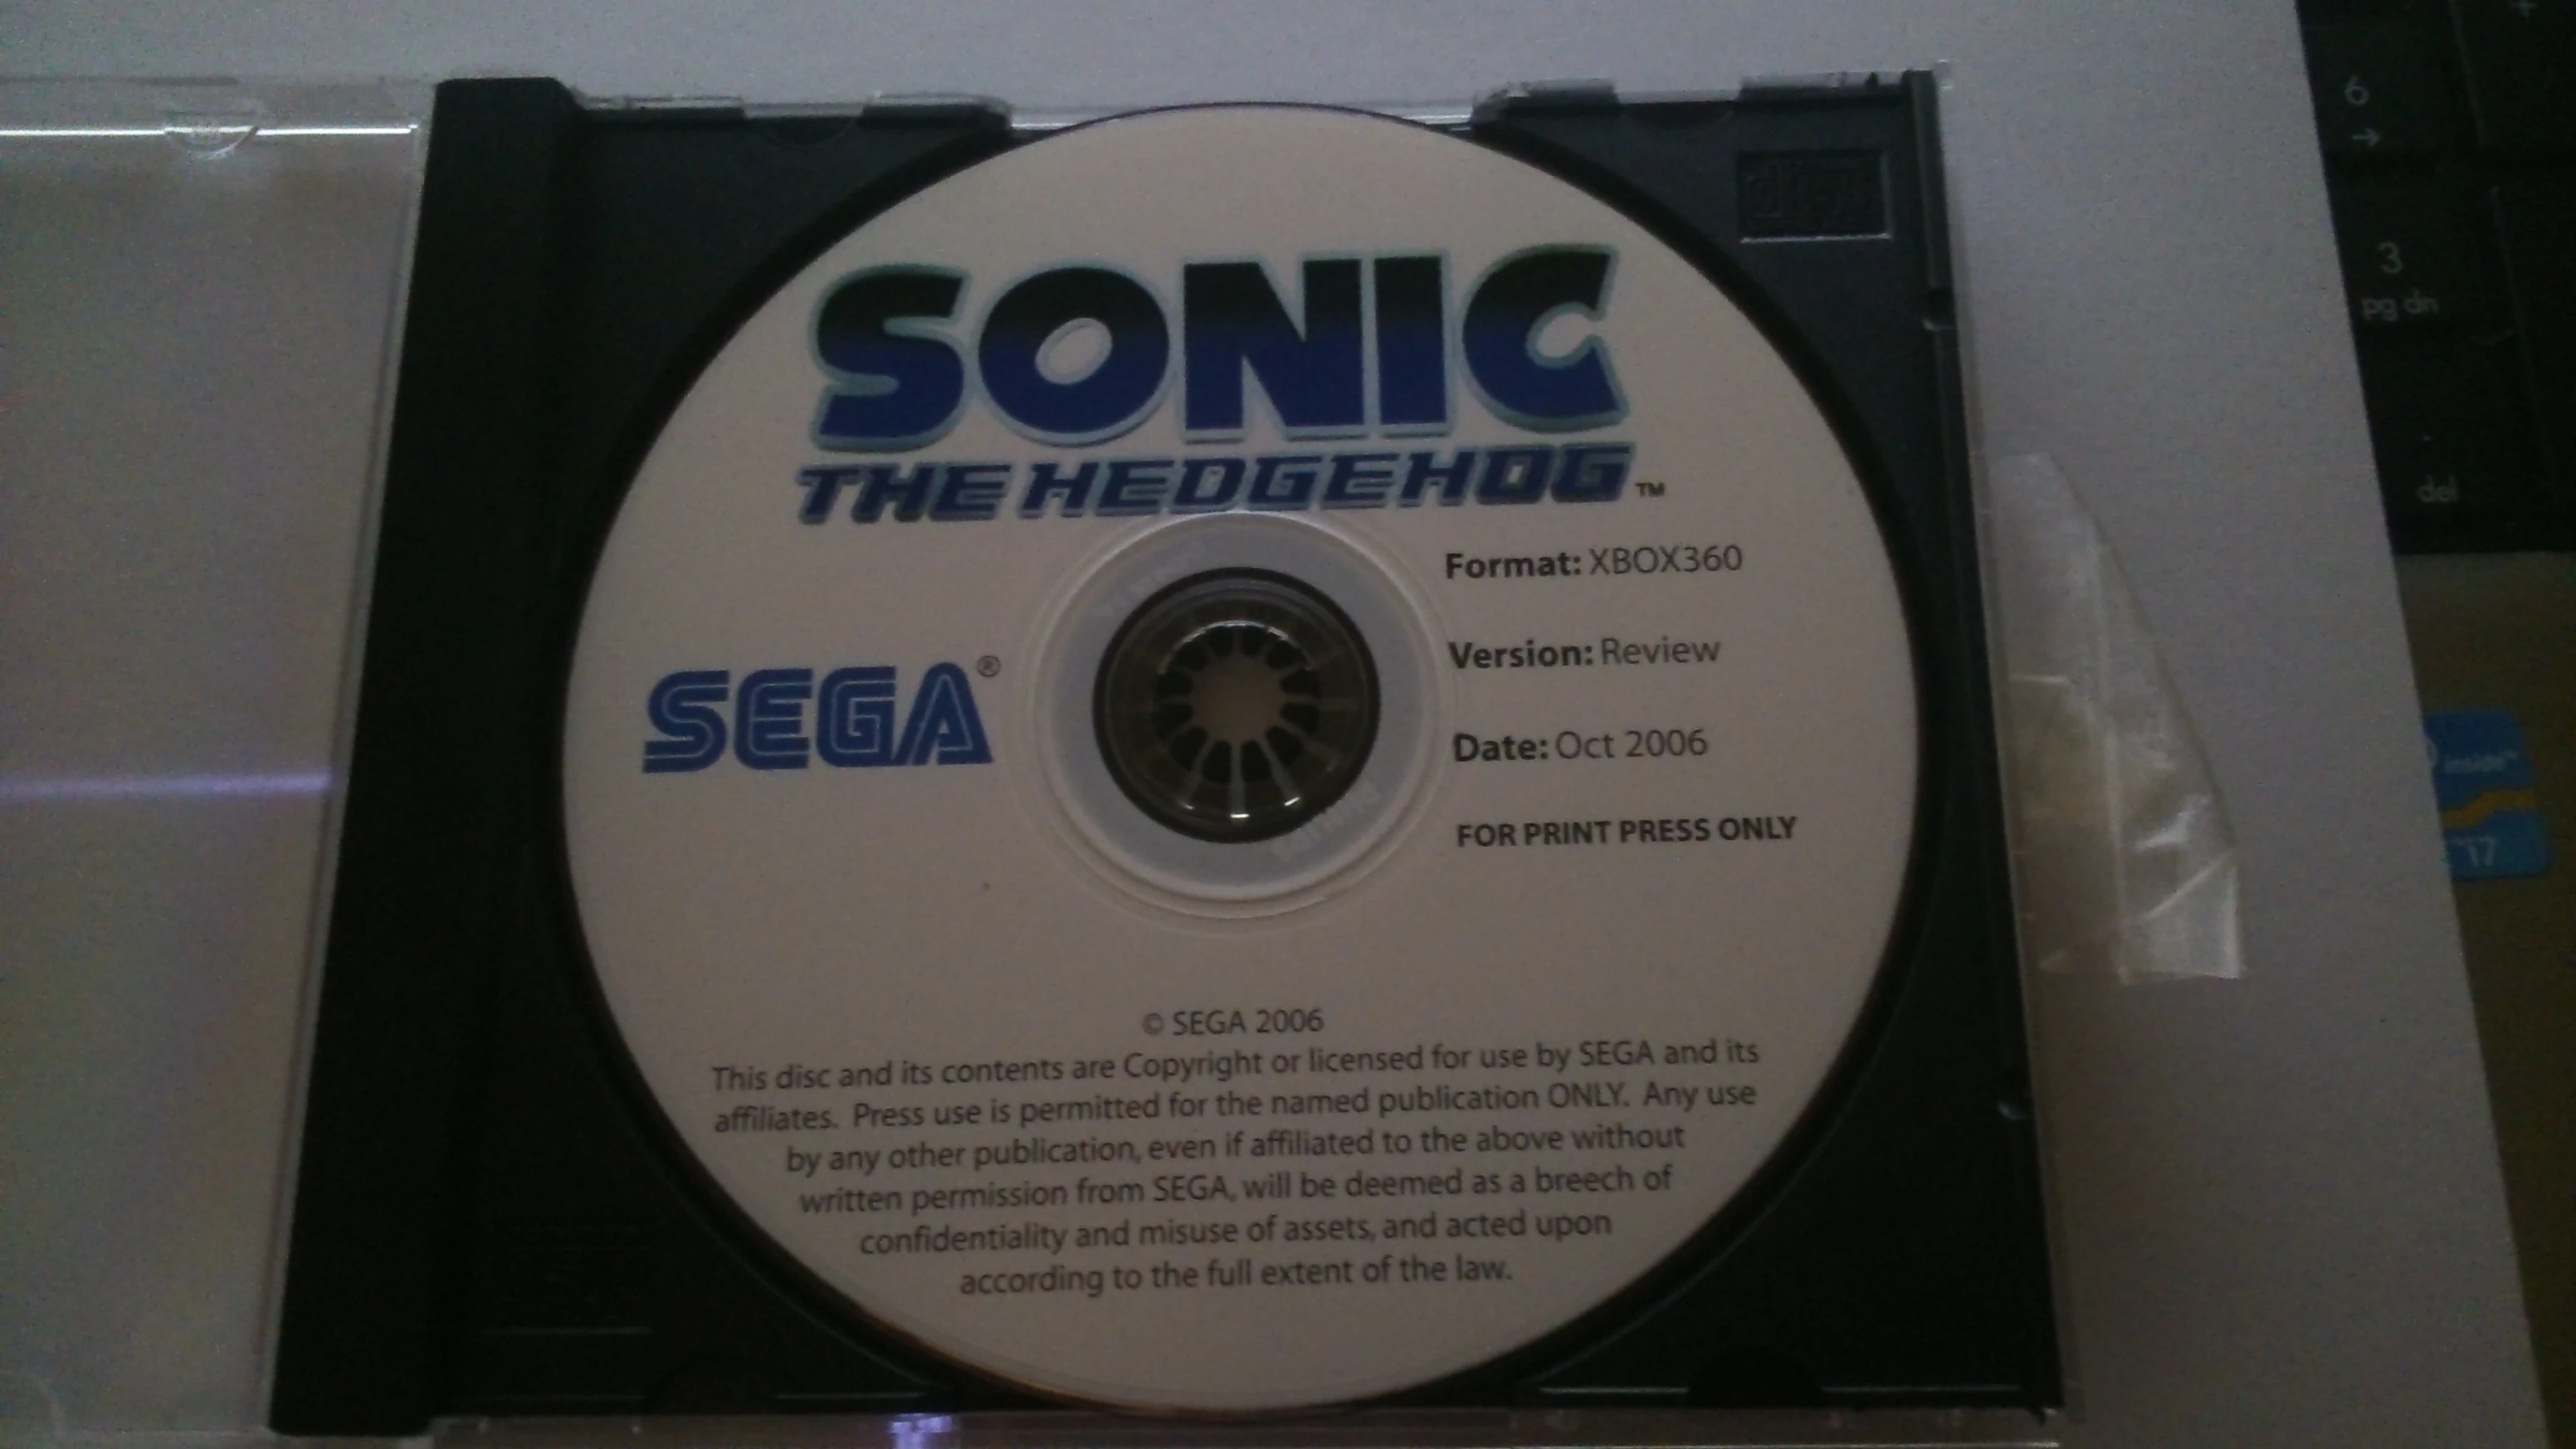 SONIC
THE HEDGEHOG™
Format: XBOX360
Version: Review
SEGA®
Date: Oct 2006
FOR PRINT PRESS ONLY
© SEGA 2006
This disc and its contents are Copyright or licensed for use by SEGA and its
affiliates. Press use is permitted for the named publication ONLY. Any use
by any other publication, even if affiliated to the above without
written permission from SEGA, will be deemed as a breech of
confidentiality and misuse of assets, and acted upon
according to the full extent of the law.
6
→
3
pg dn
.
del
inside™
i7